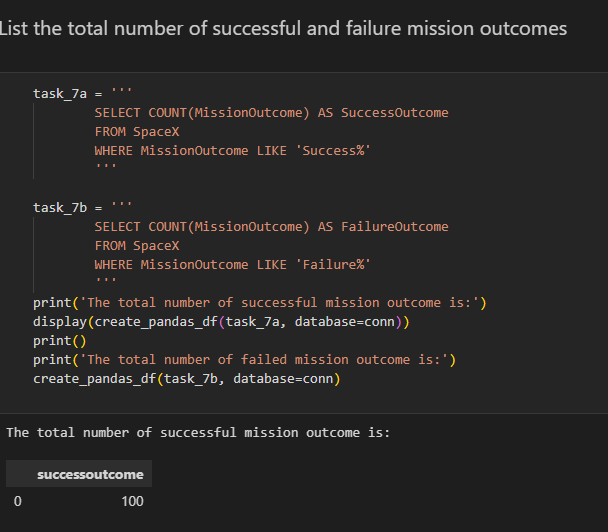 List the total number of successful and failure mission outcomes
task_7a = '''
SELECT COUNT(MissionOutcome) AS SuccessOutcome
FROM SpaceX
WHERE MissionOutcome LIKE 'Success%'
'''
task_7b = '''
SELECT COUNT(MissionOutcome) AS FailureOutcome
FROM SpaceX
WHERE MissionOutcome LIKE 'Failure%'
'''
print('The total number of successful mission outcome is:')
display(create_pandas_df(task_7a, database=conn))
print()
print('The total number of failed mission outcome is:')
create_pandas_df(task_7b, database=conn)
The total number of successful mission outcome is:
successoutcome
0 100